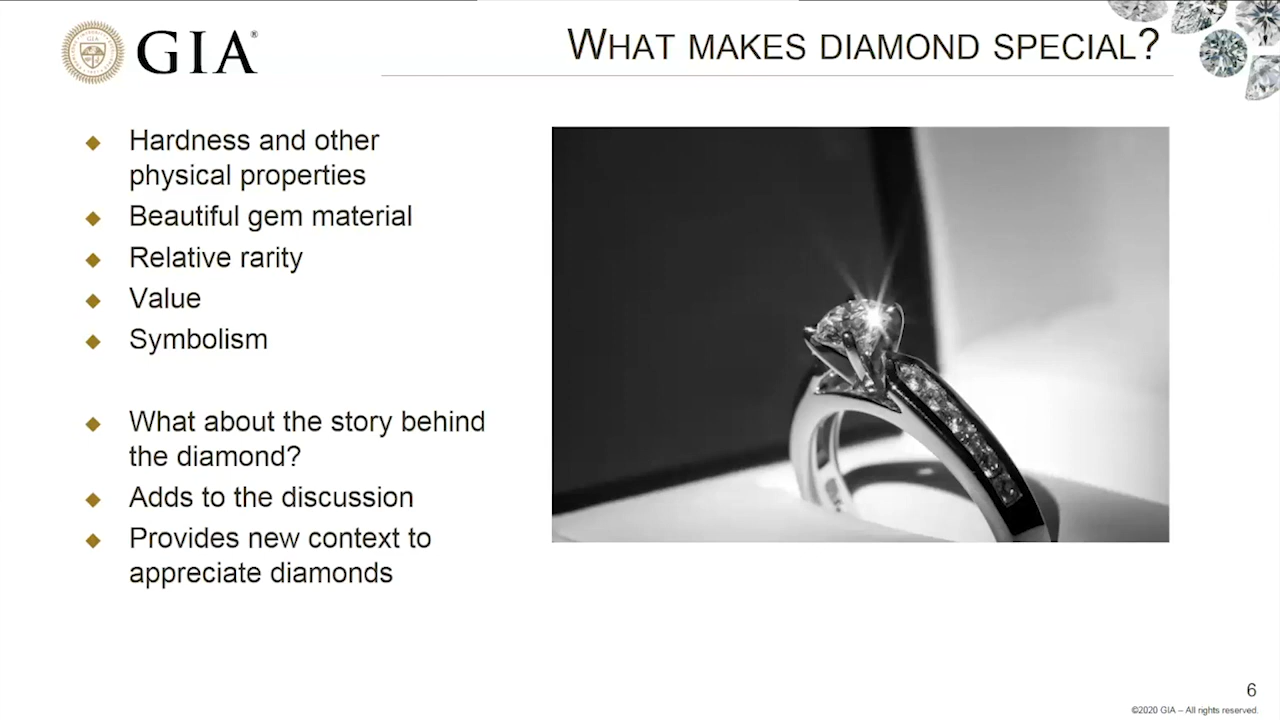 GIA®
WHAT MAKES DIAMOND SPECIAL?
Hardness and other
physical properties
Beautiful gem material
Relative rarity
Value
Symbolism
What about the story behind
the diamond?
Adds to the discussion
Provides new context to
appreciate diamonds
6
©2020 GIA – All rights reserved.